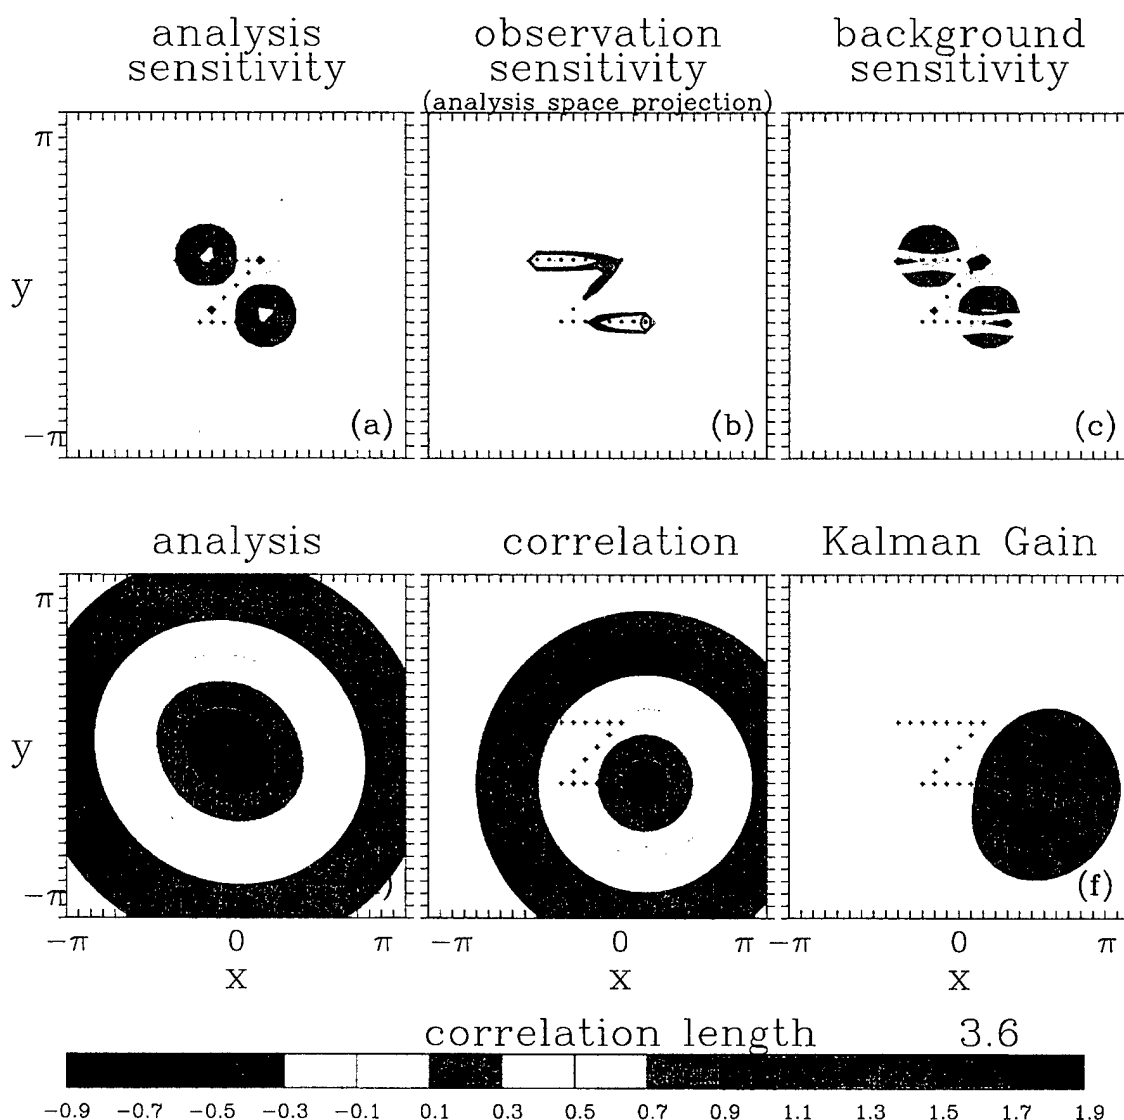 analysis
sensitivity
observation
sensitivity
(analysis space projection)
background
sensitivity
π
y
−π
(a)
(b)
(c)
analysis
correlation
Kalman Gain
π
y
−π
(f)
−π 0 π
0 π
−π 0 π
x
x
x
correlation length 3.6
−0.9 −0.7 −0.5 −0.3 −0.1 0.1 0.3 0.5 0.7 0.9 1.1 1.3 1.5 1.7 1.9